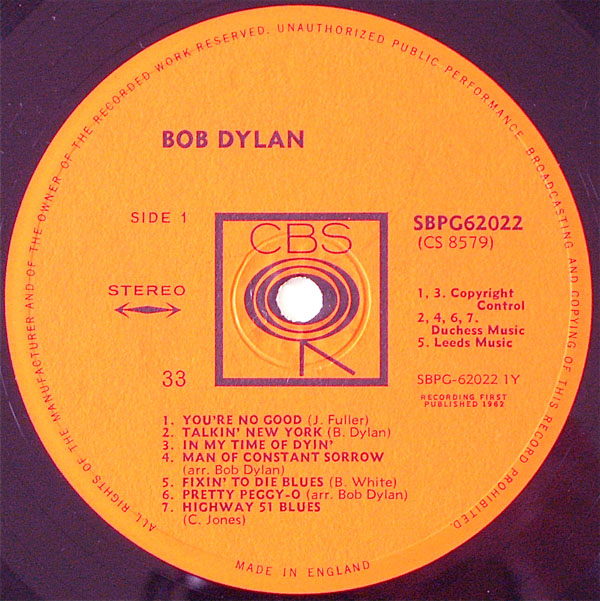 ALL RIGHTS OF THE MANUFACTURER AND OF THE OWNER OF THE RECORDED WORK RESERVED. UNAUTHORIZED PUBLIC PERFORMANCE BROADCASTING AND COPYING OF THIS RECORD PROHIBITED.
BOB DYLAN
SIDE 1
CBS
SBPG62022
(CS 8579)
STEREO
1, 3. Copyright
Control
2, 4, 6, 7.
Duchess Music
5. Leeds Music
33
SBPG-62022 1Y
RECORDING FIRST
PUBLISHED 1962
1. YOU'RE NO GOOD (J. Fuller)
2. TALKIN' NEW YORK (B. Dylan)
3. IN MY TIME OF DYIN'
4. MAN OF CONSTANT SORROW
(arr. Bob Dylan)
5. FIXIN' TO DIE BLUES (B. White)
6. PRETTY PEGGY-O (arr. Bob Dylan)
7. HIGHWAY 51 BLUES
(C. Jones)
MADE IN ENGLAND